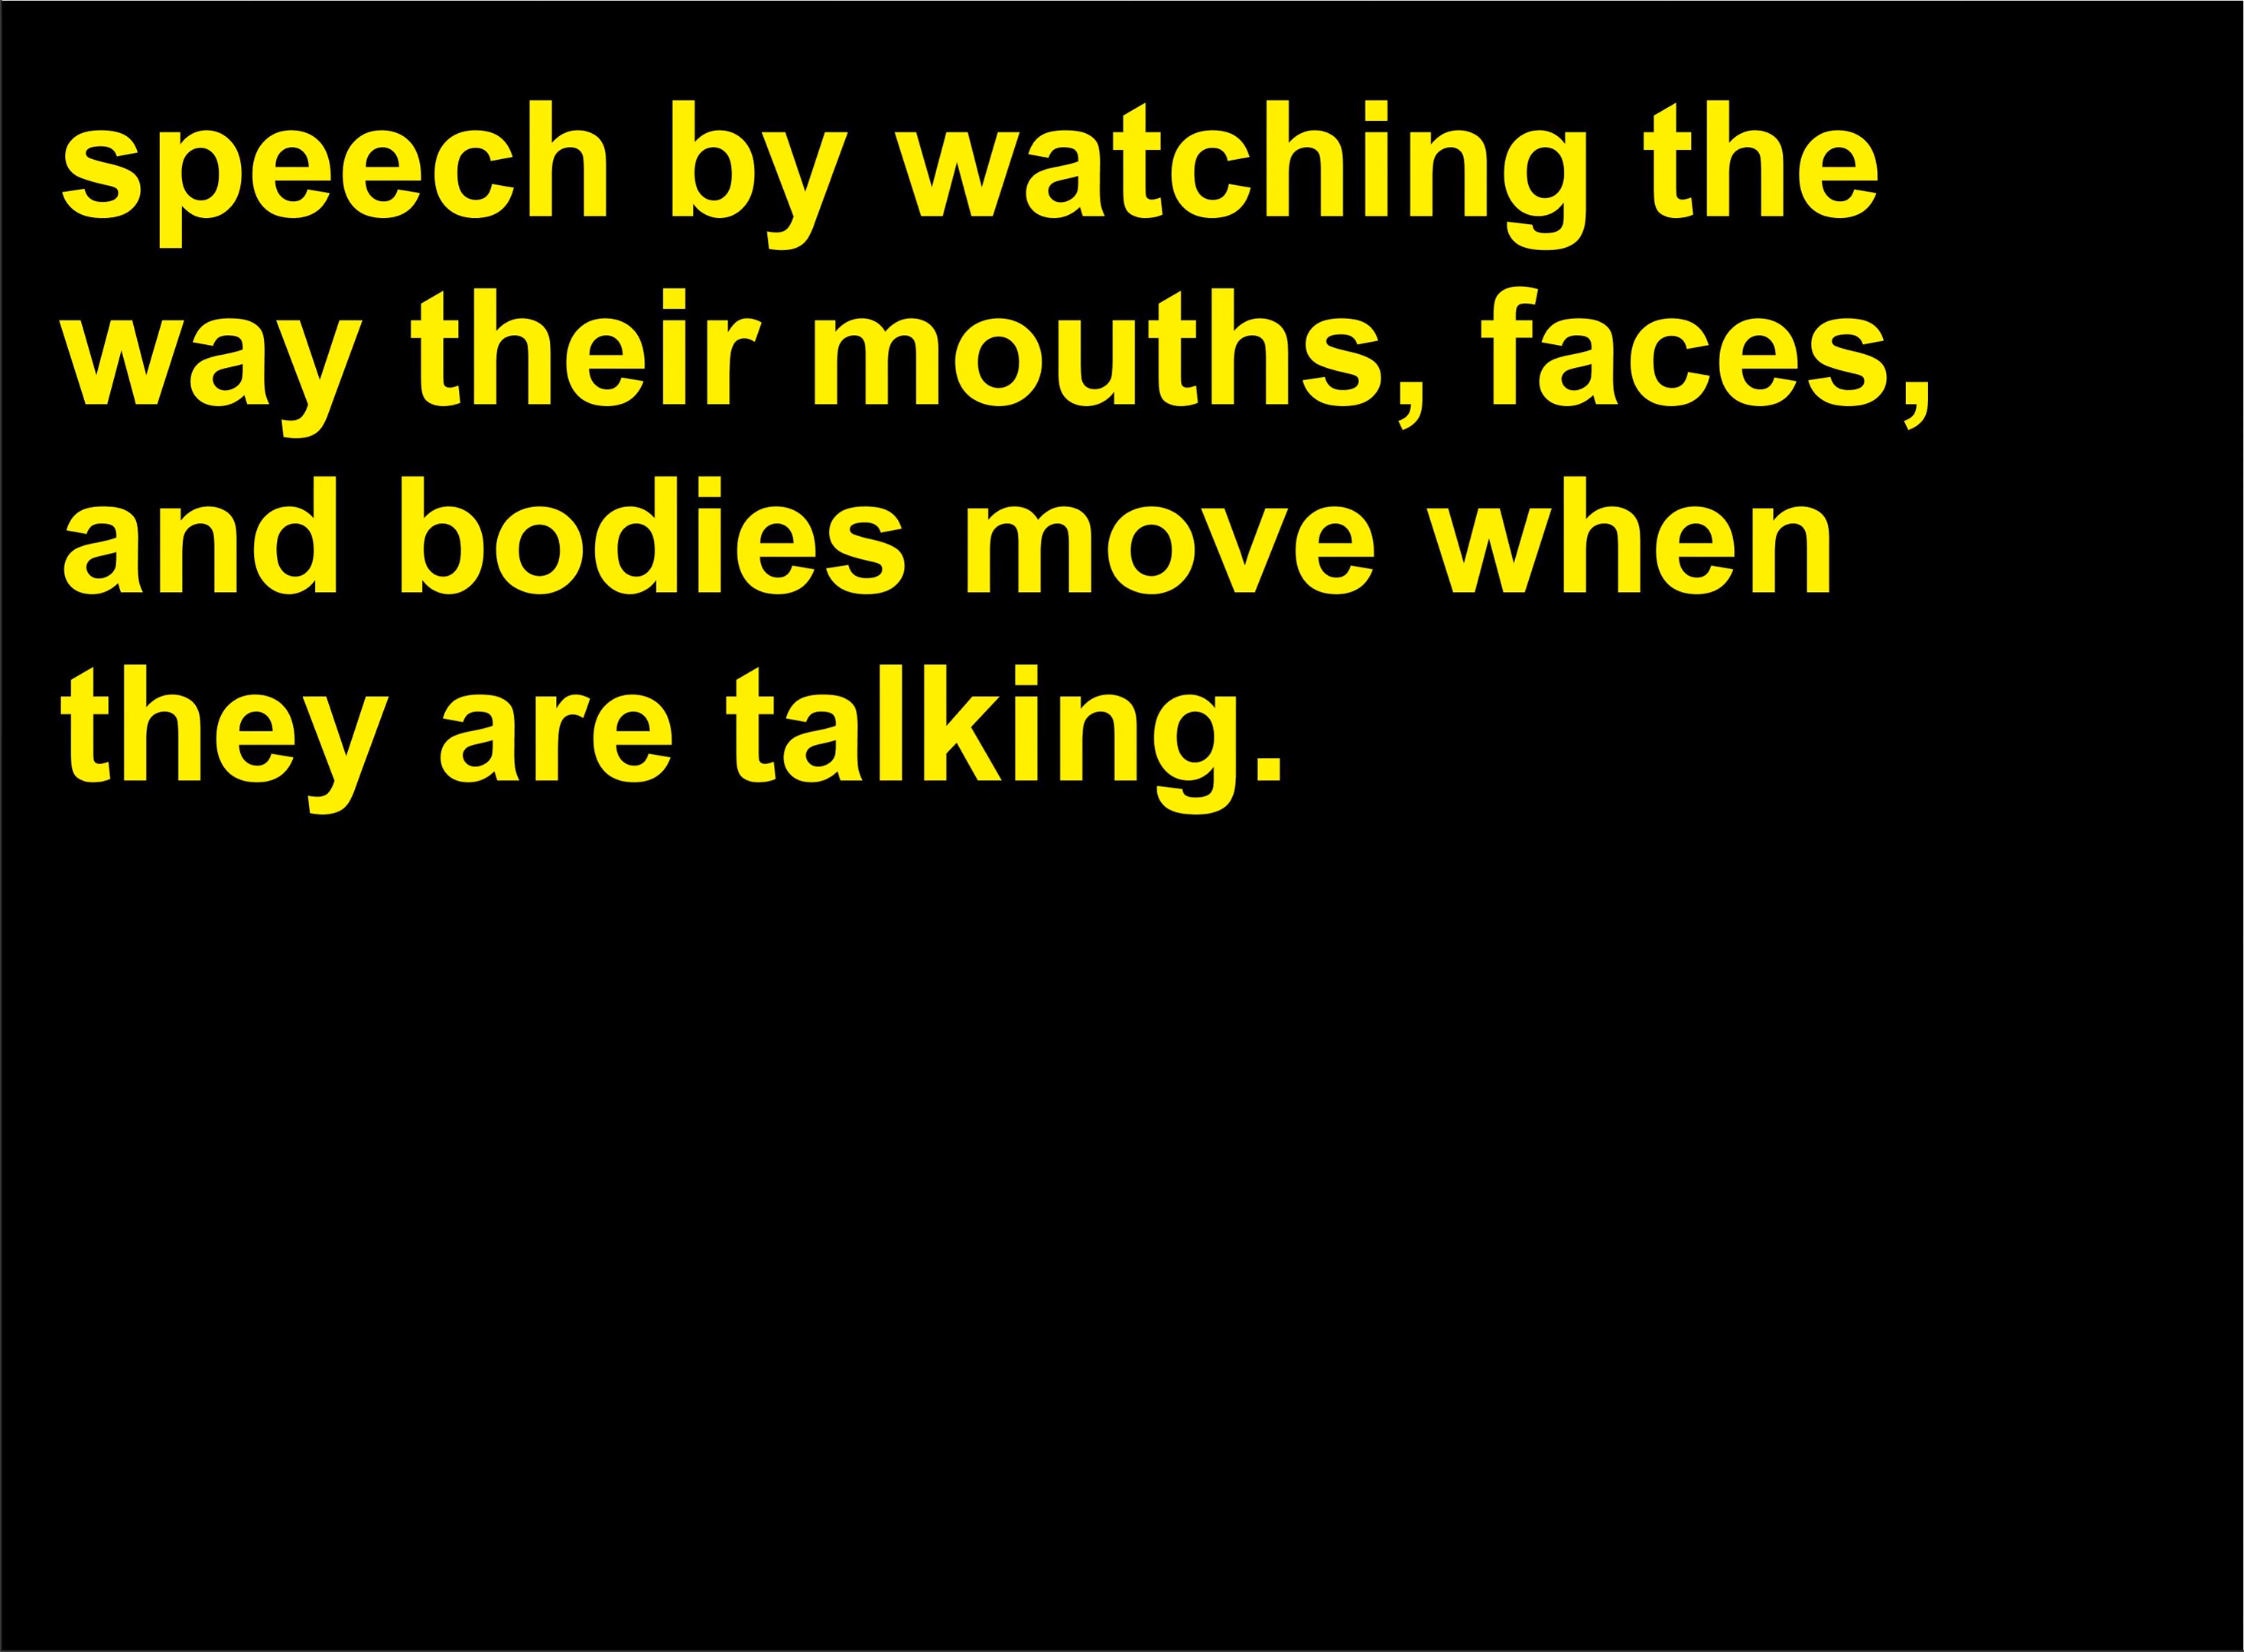 speech by watching the
way their mouths, faces,
and bodies move when
they are talking.